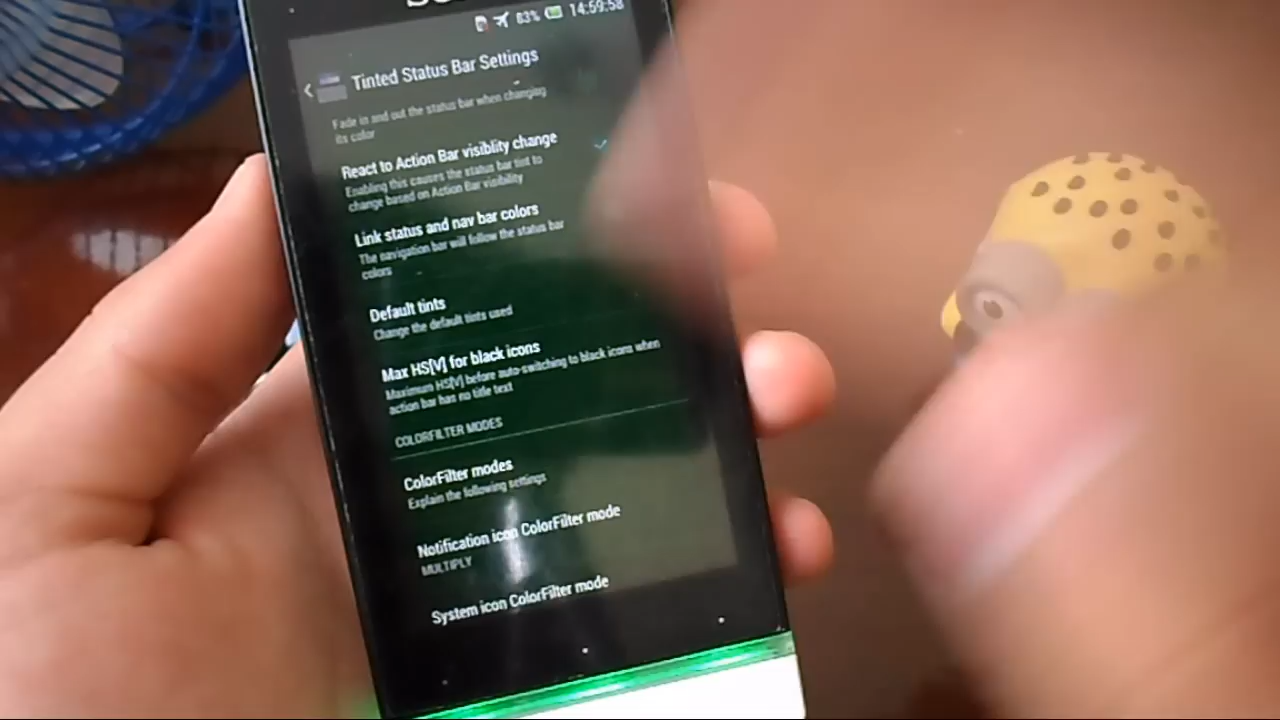 83% 14:59:58
Tinted Status Bar Settings
Fade in and out the status bar when changing
its color
React to Action Bar visiblity change
Enabling this causes the status bar tint to
change based on Action Bar visibility
Link status and nav bar colors
The navigation bar will follow the status bar
colors
Default tints
Change the default tints used
Max HS[V] for black icons
Maximum HS[V] before auto-switching to black icons when
action bar has no title text
COLORFILTER MODES
ColorFilter modes
Explain the following settings
Notification icon ColorFilter mode
MULTIPLY
System icon ColorFilter mode